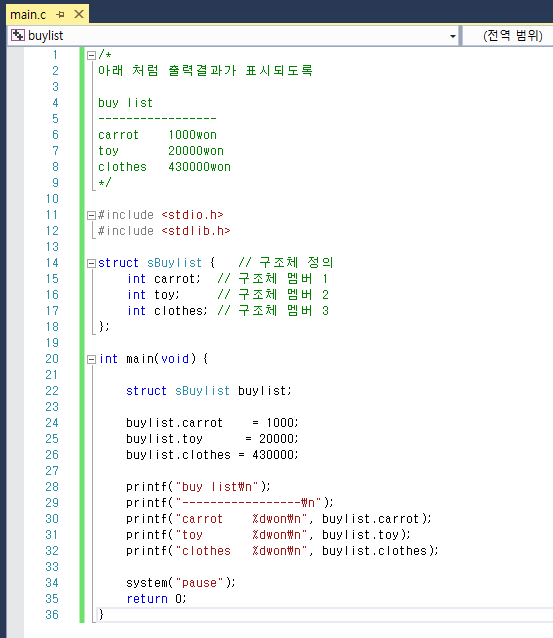 main.c
buylist (전역 범위)
1 /*
2 아래 처럼 출력결과가 표시되도록
3
4 buy list
5 -----------------
6 carrot    1000won
7 toy       20000won
8 clothes   430000won
9 */
10
11 #include <stdio.h>
12 #include <stdlib.h>
13
14 struct sBuylist {   // 구조체 정의
15     int carrot;  // 구조체 멤버 1
16     int toy;     // 구조체 멤버 2
17     int clothes; // 구조체 멤버 3
18 };
19
20 int main(void) {
21
22     struct sBuylist buylist;
23
24     buylist.carrot    = 1000;
25     buylist.toy      = 20000;
26     buylist.clothes = 430000;
27
28     printf("buy list₩n");
29     printf("-----------------₩n");
30     printf("carrot    %dwon₩n", buylist.carrot);
31     printf("toy       %dwon₩n", buylist.toy);
32     printf("clothes   %dwon₩n", buylist.clothes);
33
34     system("pause");
35     return 0;
36 }